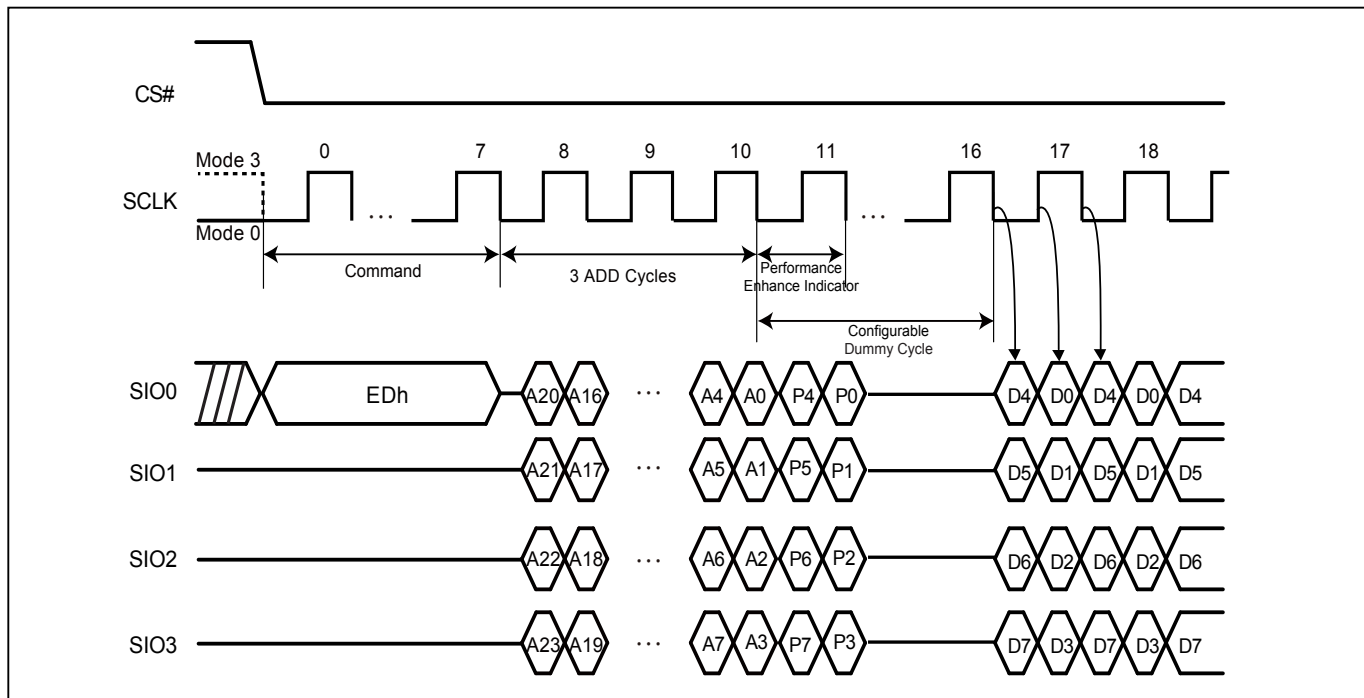 CS#
0 7 8 9 10 11 16 17 18
Mode 3
SCLK
... ...
Mode 0
Command
3 ADD Cycles
Performance
Enhance Indicator
Configurable
Dummy Cycle
SIO0 EDh A20 A16 ... A4 A0 P4 P0 D4 D0 D4 D0 D4
SIO1 A21 A17 ... A5 A1 P5 P1 D5 D1 D5 D1 D5
SIO2 A22 A18 ... A6 A2 P6 P2 D6 D2 D6 D2 D6
SIO3 A23 A19 ... A7 A3 P7 P3 D7 D3 D7 D3 D7